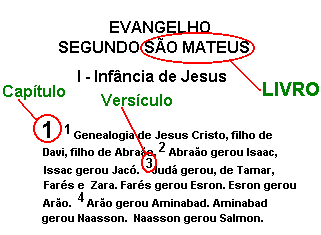 EVANGELHO
SEGUNDO SÃO MATEUS
I - Infância de Jesus
Capítulo
Versículo
LIVRO
1 1 Genealogia de Jesus Cristo, filho de
Davi, filho de Abraão. 2 Abraão gerou Isaac,
Issac gerou Jacó. 3 Judá gerou, de Tamar,
Farés e Zara. Farés gerou Esron. Esron gerou
Arão. 4 Arão gerou Aminabad. Aminabad
gerou Naasson. Naasson gerou Salmon.